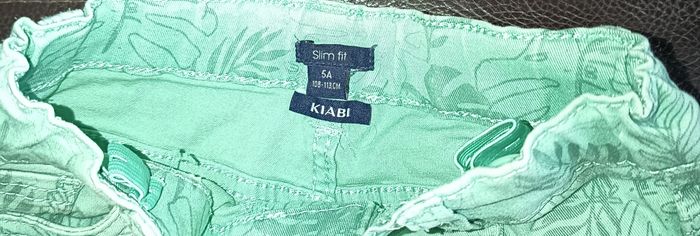 Slim fit
5A
108-113CM
KIABI